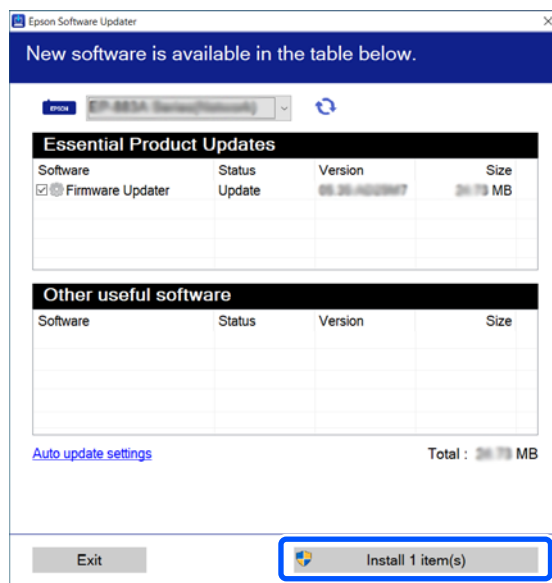 Epson Software Updater
New software is available in the table below.
EPSON
Essential Product Updates
Software Status Version Size
Firmware Updater Update MB
Other useful software
Software Status Version Size
Auto update settings Total : MB
Exit Install 1 item(s)